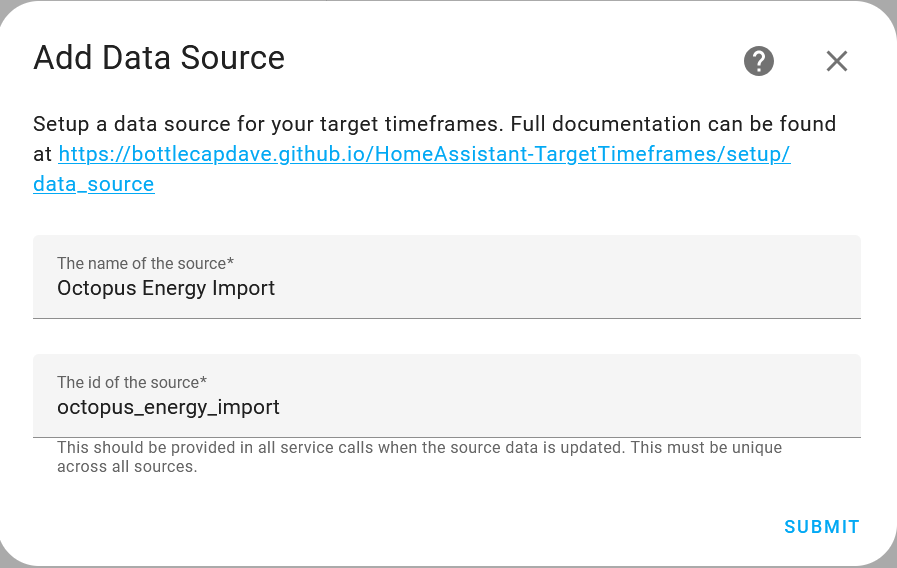 Add Data Source
?
Setup a data source for your target timeframes. Full documentation can be found
at https://bottlecapdave.github.io/HomeAssistant-TargetTimeframes/setup/
data_source
The name of the source*
Octopus Energy Import
The id of the source*
octopus_energy_import
This should be provided in all service calls when the source data is updated. This must be unique
across all sources.
SUBMIT